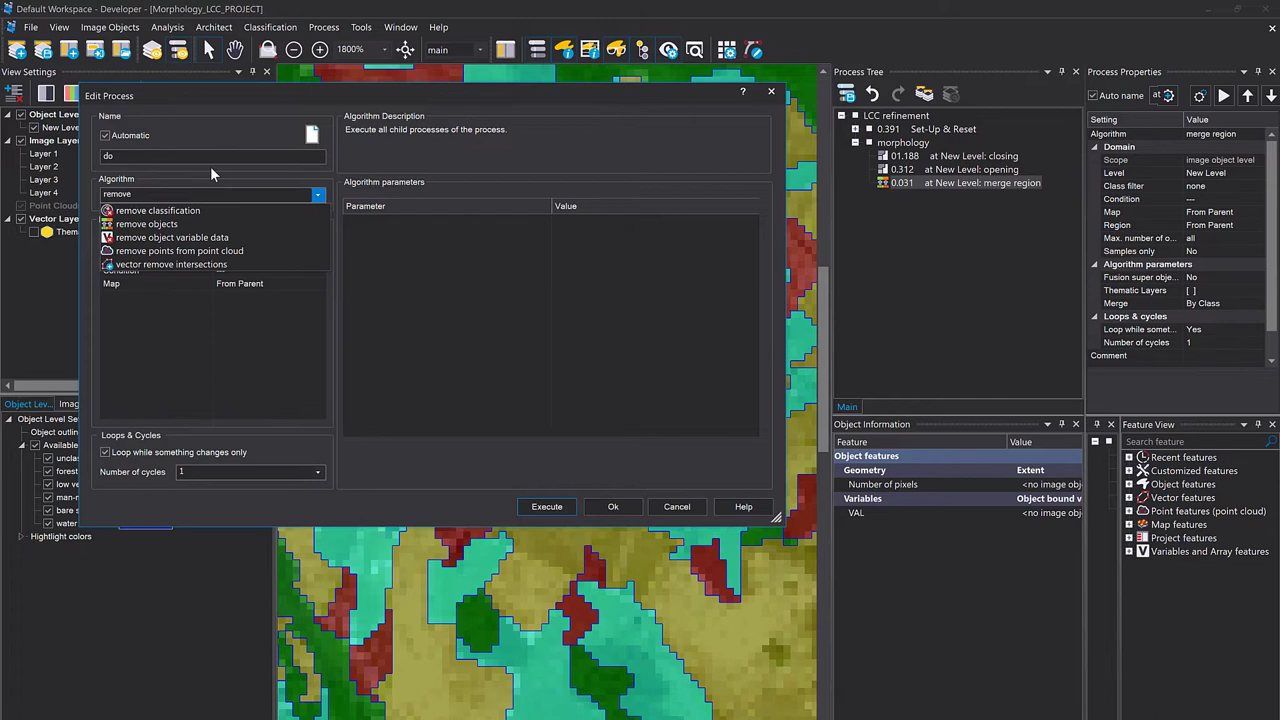 Default Workspace - Developer - [Morphology_LCC_PROJECT]
File View Image Objects Analysis Architect Classification Process Tools Window Help
1800% main
View Settings
Object Level
New Leve
Image Layer
Layer 1
Layer 2
Layer 3
Layer 4
Point Cloud
Vector Laye
Them
Object Lev... Imag
Object Level Set
Object outlin
Available
uncla
forest
low ve
man-m
bare s
water
Highlight colors
Edit Process
?
Name
Automatic
do
Algorithm
remove
remove classification
remove objects
remove object variable data
remove points from point cloud
vector remove intersections
Condition ---
Map From Parent
Loops & Cycles
Loop while something changes only
Number of cycles 1
Algorithm Description
Execute all child processes of the process.
Algorithm parameters
Parameter Value
Execute Ok Cancel Help
Process Tree
LCC refinement
0.391 Set-Up & Reset
morphology
01.188 at New Level: closing
0.312 at New Level: opening
0.031 at New Level: merge region
Main
Process Properties
Auto name at
Setting Value
Algorithm merge region
Domain
Scope image object level
Level New Level
Class filter none
Condition ---
Map From Parent
Region From Parent
Max. number of o... all
Samples only No
Algorithm parameters
Fusion super obje... No
Thematic Layers [ ]
Merge By Class
Loops & cycles
Loop while somet... Yes
Number of cycles 1
Comment
Object Information
Feature Value
Object features
Geometry Extent
Number of pixels <no image obj
Variables Object bound v
VAL <no image obj
Feature View
Search feature
Recent features
Customized features
Object features
Vector features
Point features (point cloud)
Map features
Process features
Variables and Array features